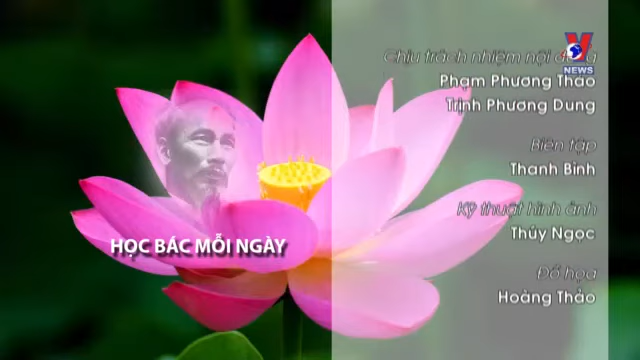 Chịu trách nhiệm nội dung
NEWS
Phạm Phương Thảo
Trịnh Phương Dung
Biên tập
Thanh Bình
Kỹ thuật hình ảnh
Thúy Ngọc
HỌC BÁC MỖI NGÀY
Đồ họa
Hoàng Thảo